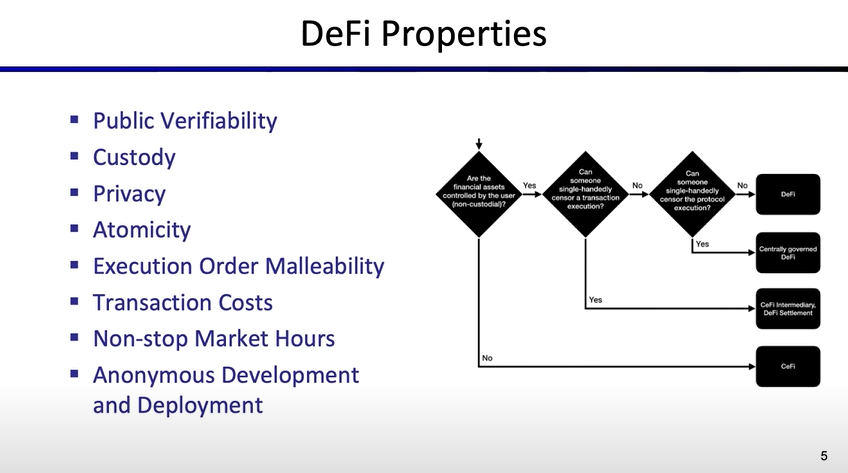 DeFi Properties
▪ Public Verifiability
▪ Custody
▪ Privacy
▪ Atomicity
▪ Execution Order Malleability
▪ Transaction Costs
▪ Non-stop Market Hours
▪ Anonymous Development
and Deployment
Are the
financial assets
controlled by the user
(non-custodial)?
Yes
Can
someone
single-handedly
censor a transaction
execution?
No
Can
someone
single-handedly
censor the protocol
execution?
No
DeFi
Yes
Centrally governed
DeFi
Yes
CeFi Intermediary,
DeFi Settlement
No
CeFi
5